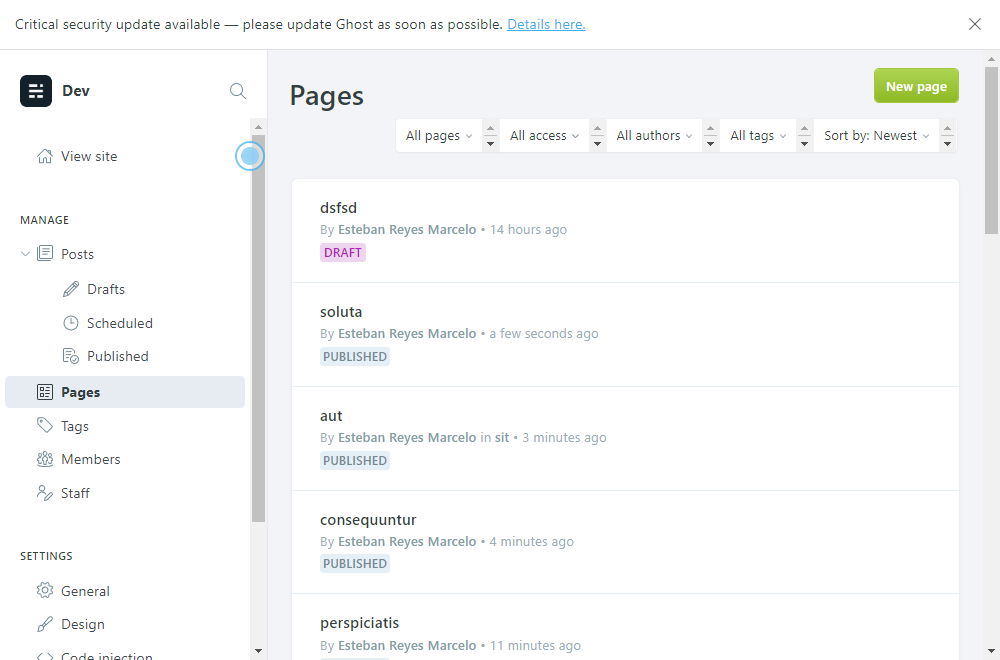 Critical security update available — please update Ghost as soon as possible. Details here.
Dev
View site
MANAGE
Posts
Drafts
Scheduled
Published
Pages
Tags
Members
Staff
SETTINGS
General
Design
Code injection
Pages
New page
All pages
All access
All authors
All tags
Sort by: Newest
dsfsd
By Esteban Reyes Marcelo • 14 hours ago
DRAFT
soluta
By Esteban Reyes Marcelo • a few seconds ago
PUBLISHED
aut
By Esteban Reyes Marcelo in sit • 3 minutes ago
PUBLISHED
consequuntur
By Esteban Reyes Marcelo • 4 minutes ago
PUBLISHED
perspiciatis
By Esteban Reyes Marcelo • 11 minutes ago